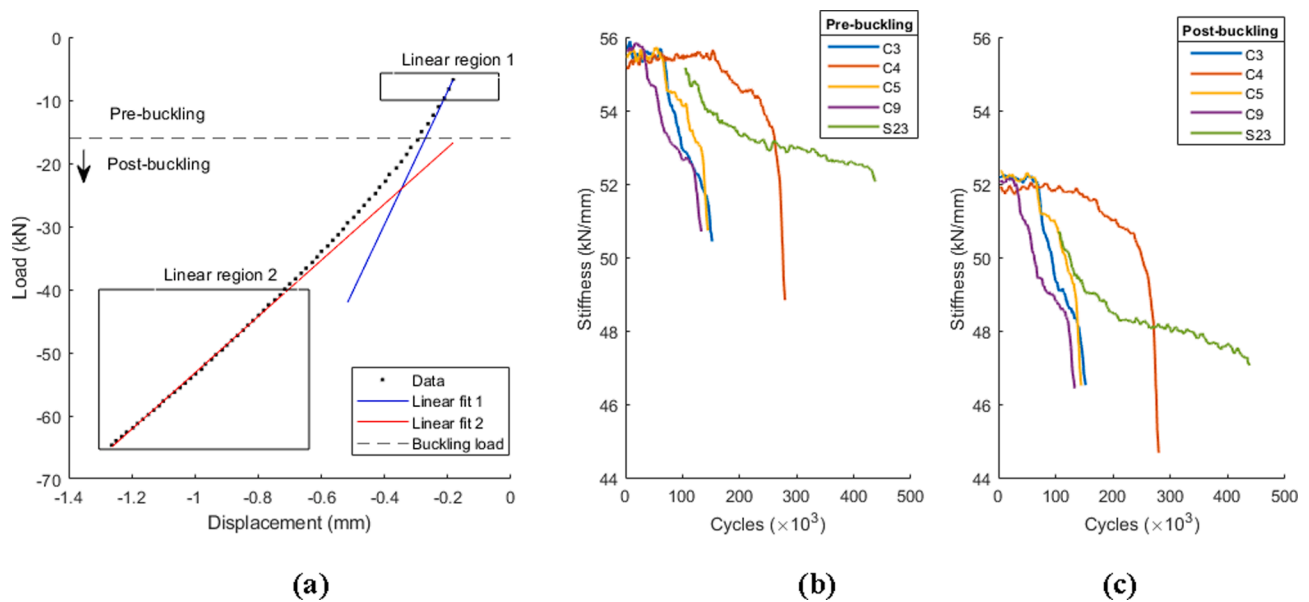 0
-10
-20
-30
-40
-50
-60
-70
Load (kN)
-1.4
-1.2
-1
-0.8
-0.6
-0.4
-0.2
0
Displacement (mm)
Linear region 1
Pre-buckling
Post-buckling
Linear region 2
Data
Linear fit 1
Linear fit 2
Buckling load
(a)
56
54
52
50
48
46
44
Stiffness (kN/mm)
0
100
200
300
400
500
Cycles (×10³)
Pre-buckling
C3
C4
C5
C9
S23
(b)
56
54
52
50
48
46
44
Stiffness (kN/mm)
0
100
200
300
400
500
Cycles (×10³)
Post-buckling
C3
C4
C5
C9
S23
(c)